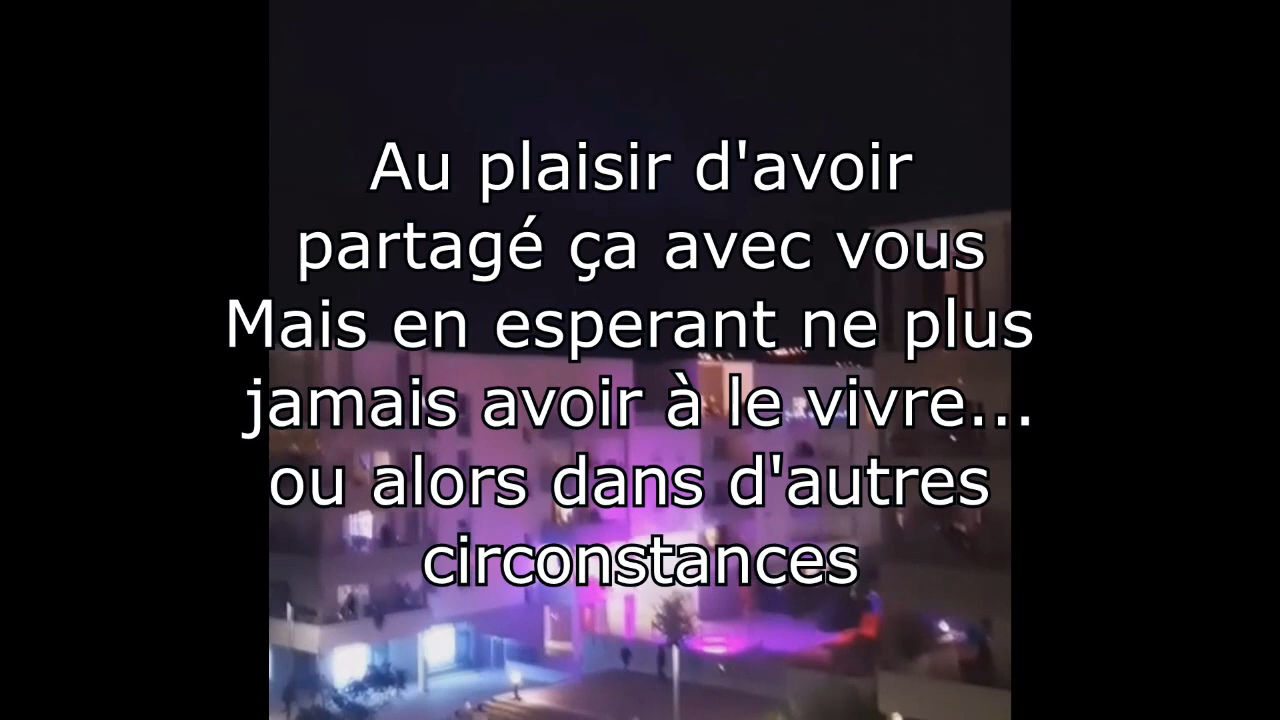 Au plaisir d'avoir
partagé ça avec vous
Mais en esperant ne plus
jamais avoir à le vivre...
ou alors dans d'autres
circonstances